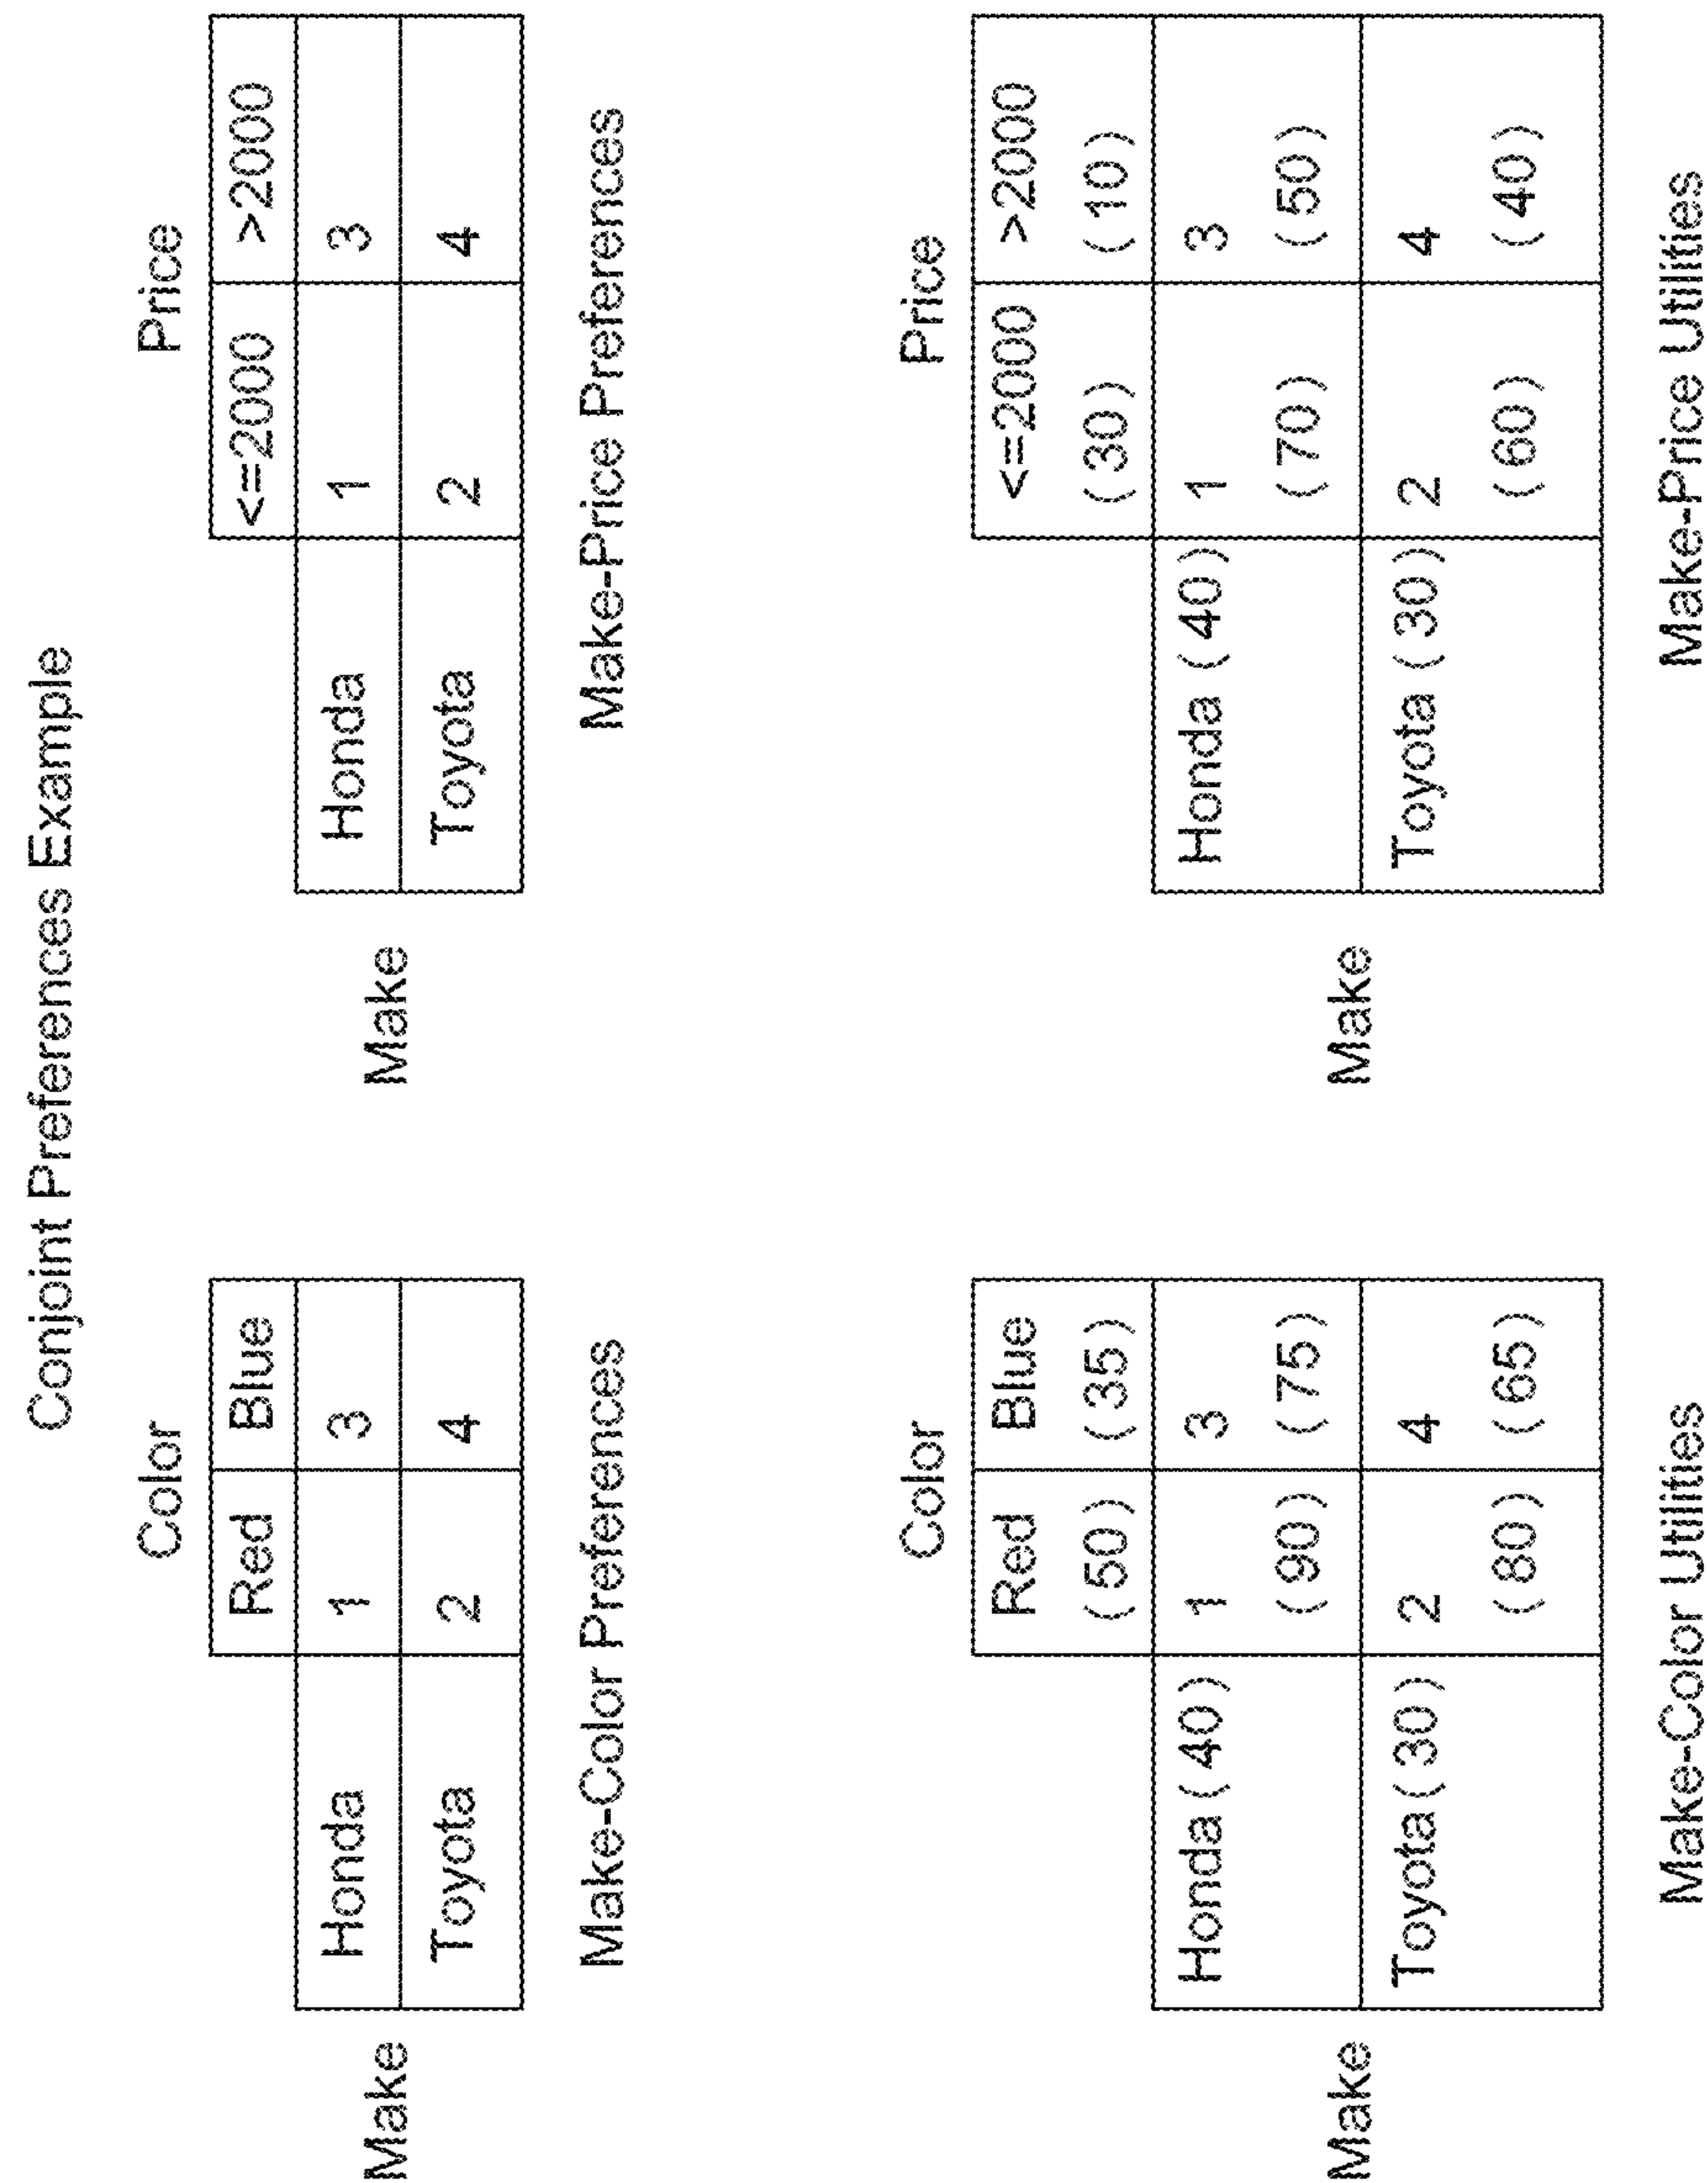 Conjoint Preferences Example
Color
Red Blue
Make Honda 1 3
Toyota 2 4
Make-Color Preferences
Price
<=2000 >2000
Make Honda 1 3
Toyota 2 4
Make-Price Preferences
Color
Red Blue
(50) (35)
Honda (40) 1 3
(90) (75)
Make
Toyota (30) 2 4
(80) (65)
Make-Color Utilities
Price
<=2000 >2000
(30) (10)
Honda (40) 1 3
(70) (50)
Make
Toyota (30) 2 4
(60) (40)
Make-Price Utilities